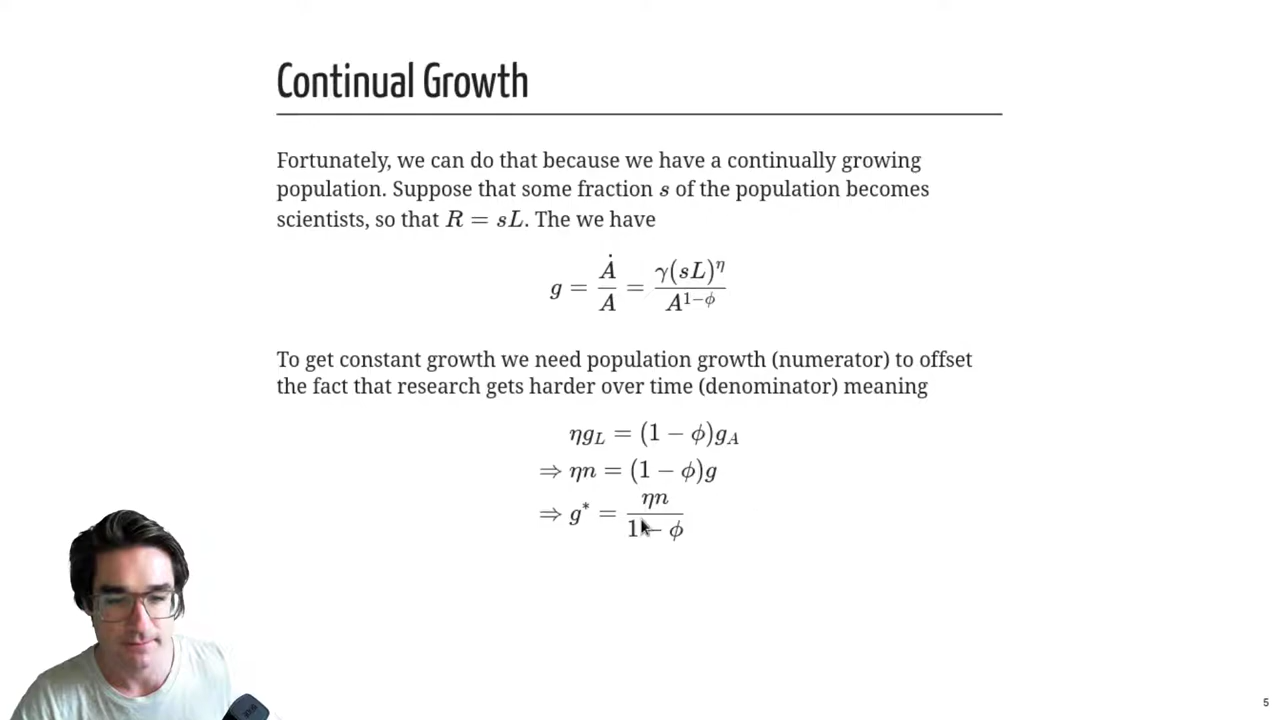 Continual Growth
Fortunately, we can do that because we have a continually growing
population. Suppose that some fraction s of the population becomes
scientists, so that R = sL. The we have
g = Ȧ/A = γ(sL)^η / A^{1−ϕ}
To get constant growth we need population growth (numerator) to offset
the fact that research gets harder over time (denominator) meaning
ηg_L = (1 − ϕ)g_A
⇒ ηn = (1 − ϕ)g
⇒ g* = ηn / 1 − ϕ
5